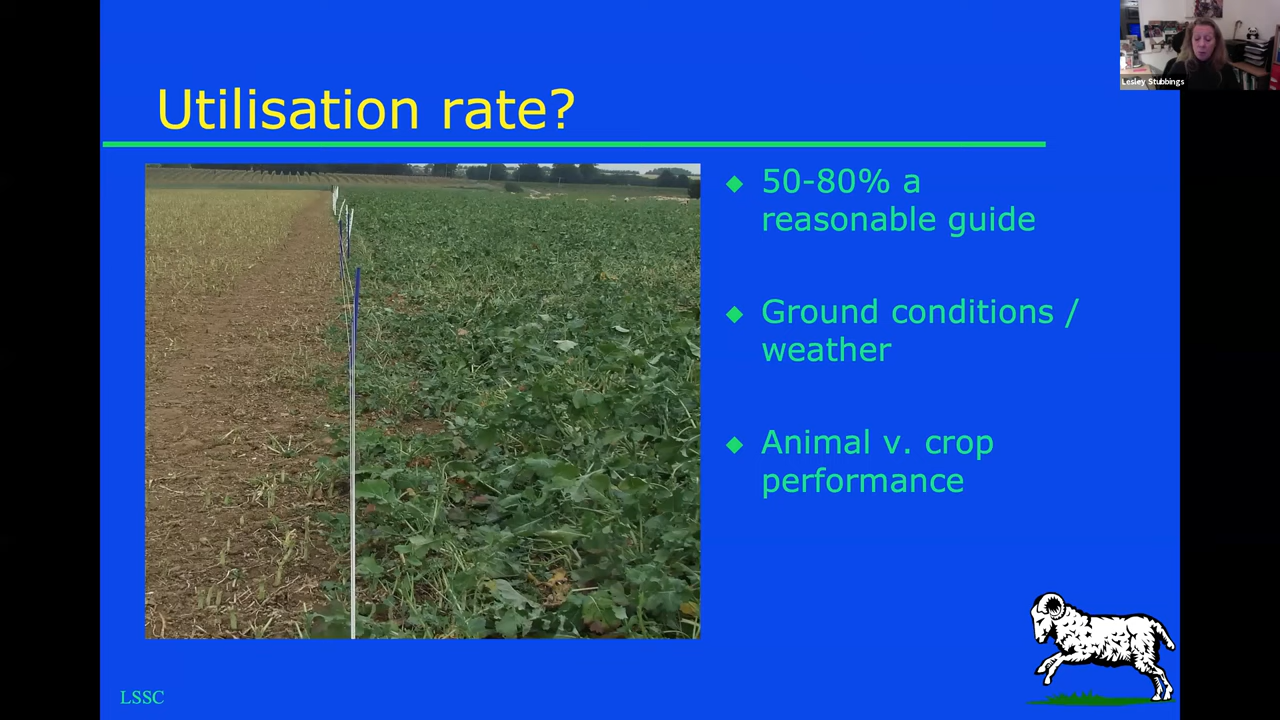 Lesley Stubbings
Utilisation rate?
50-80% a
reasonable guide
Ground conditions /
weather
Animal v. crop
performance
LSSC